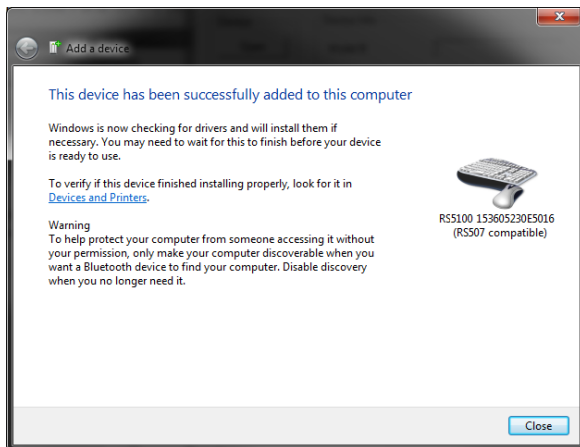 Add a device
This device has been successfully added to this computer
Windows is now checking for drivers and will install them if
necessary. You may need to wait for this to finish before your device
is ready to use.
To verify if this device finished installing properly, look for it in
Devices and Printers.
Warning
To help protect your computer from someone accessing it without
your permission, only make your computer discoverable when you
want a Bluetooth device to find your computer. Disable discovery
when you no longer need it.
RS5100 153605230E5016
(RS507 compatible)
Close